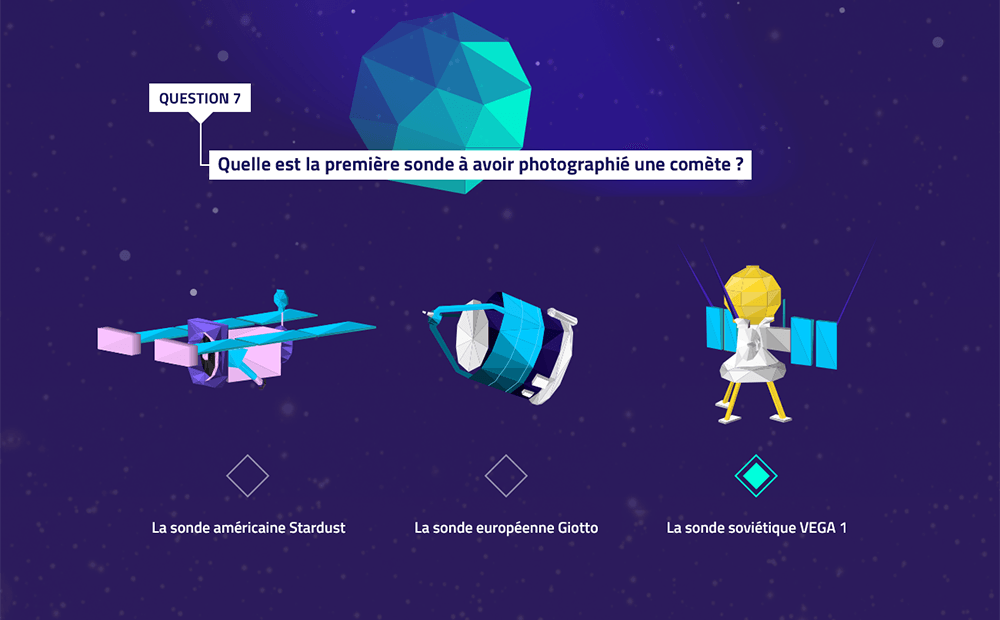 QUESTION 7
Quelle est la première sonde à avoir photographié une comète ?
La sonde américaine Stardust
La sonde européenne Giotto
La sonde soviétique VEGA 1